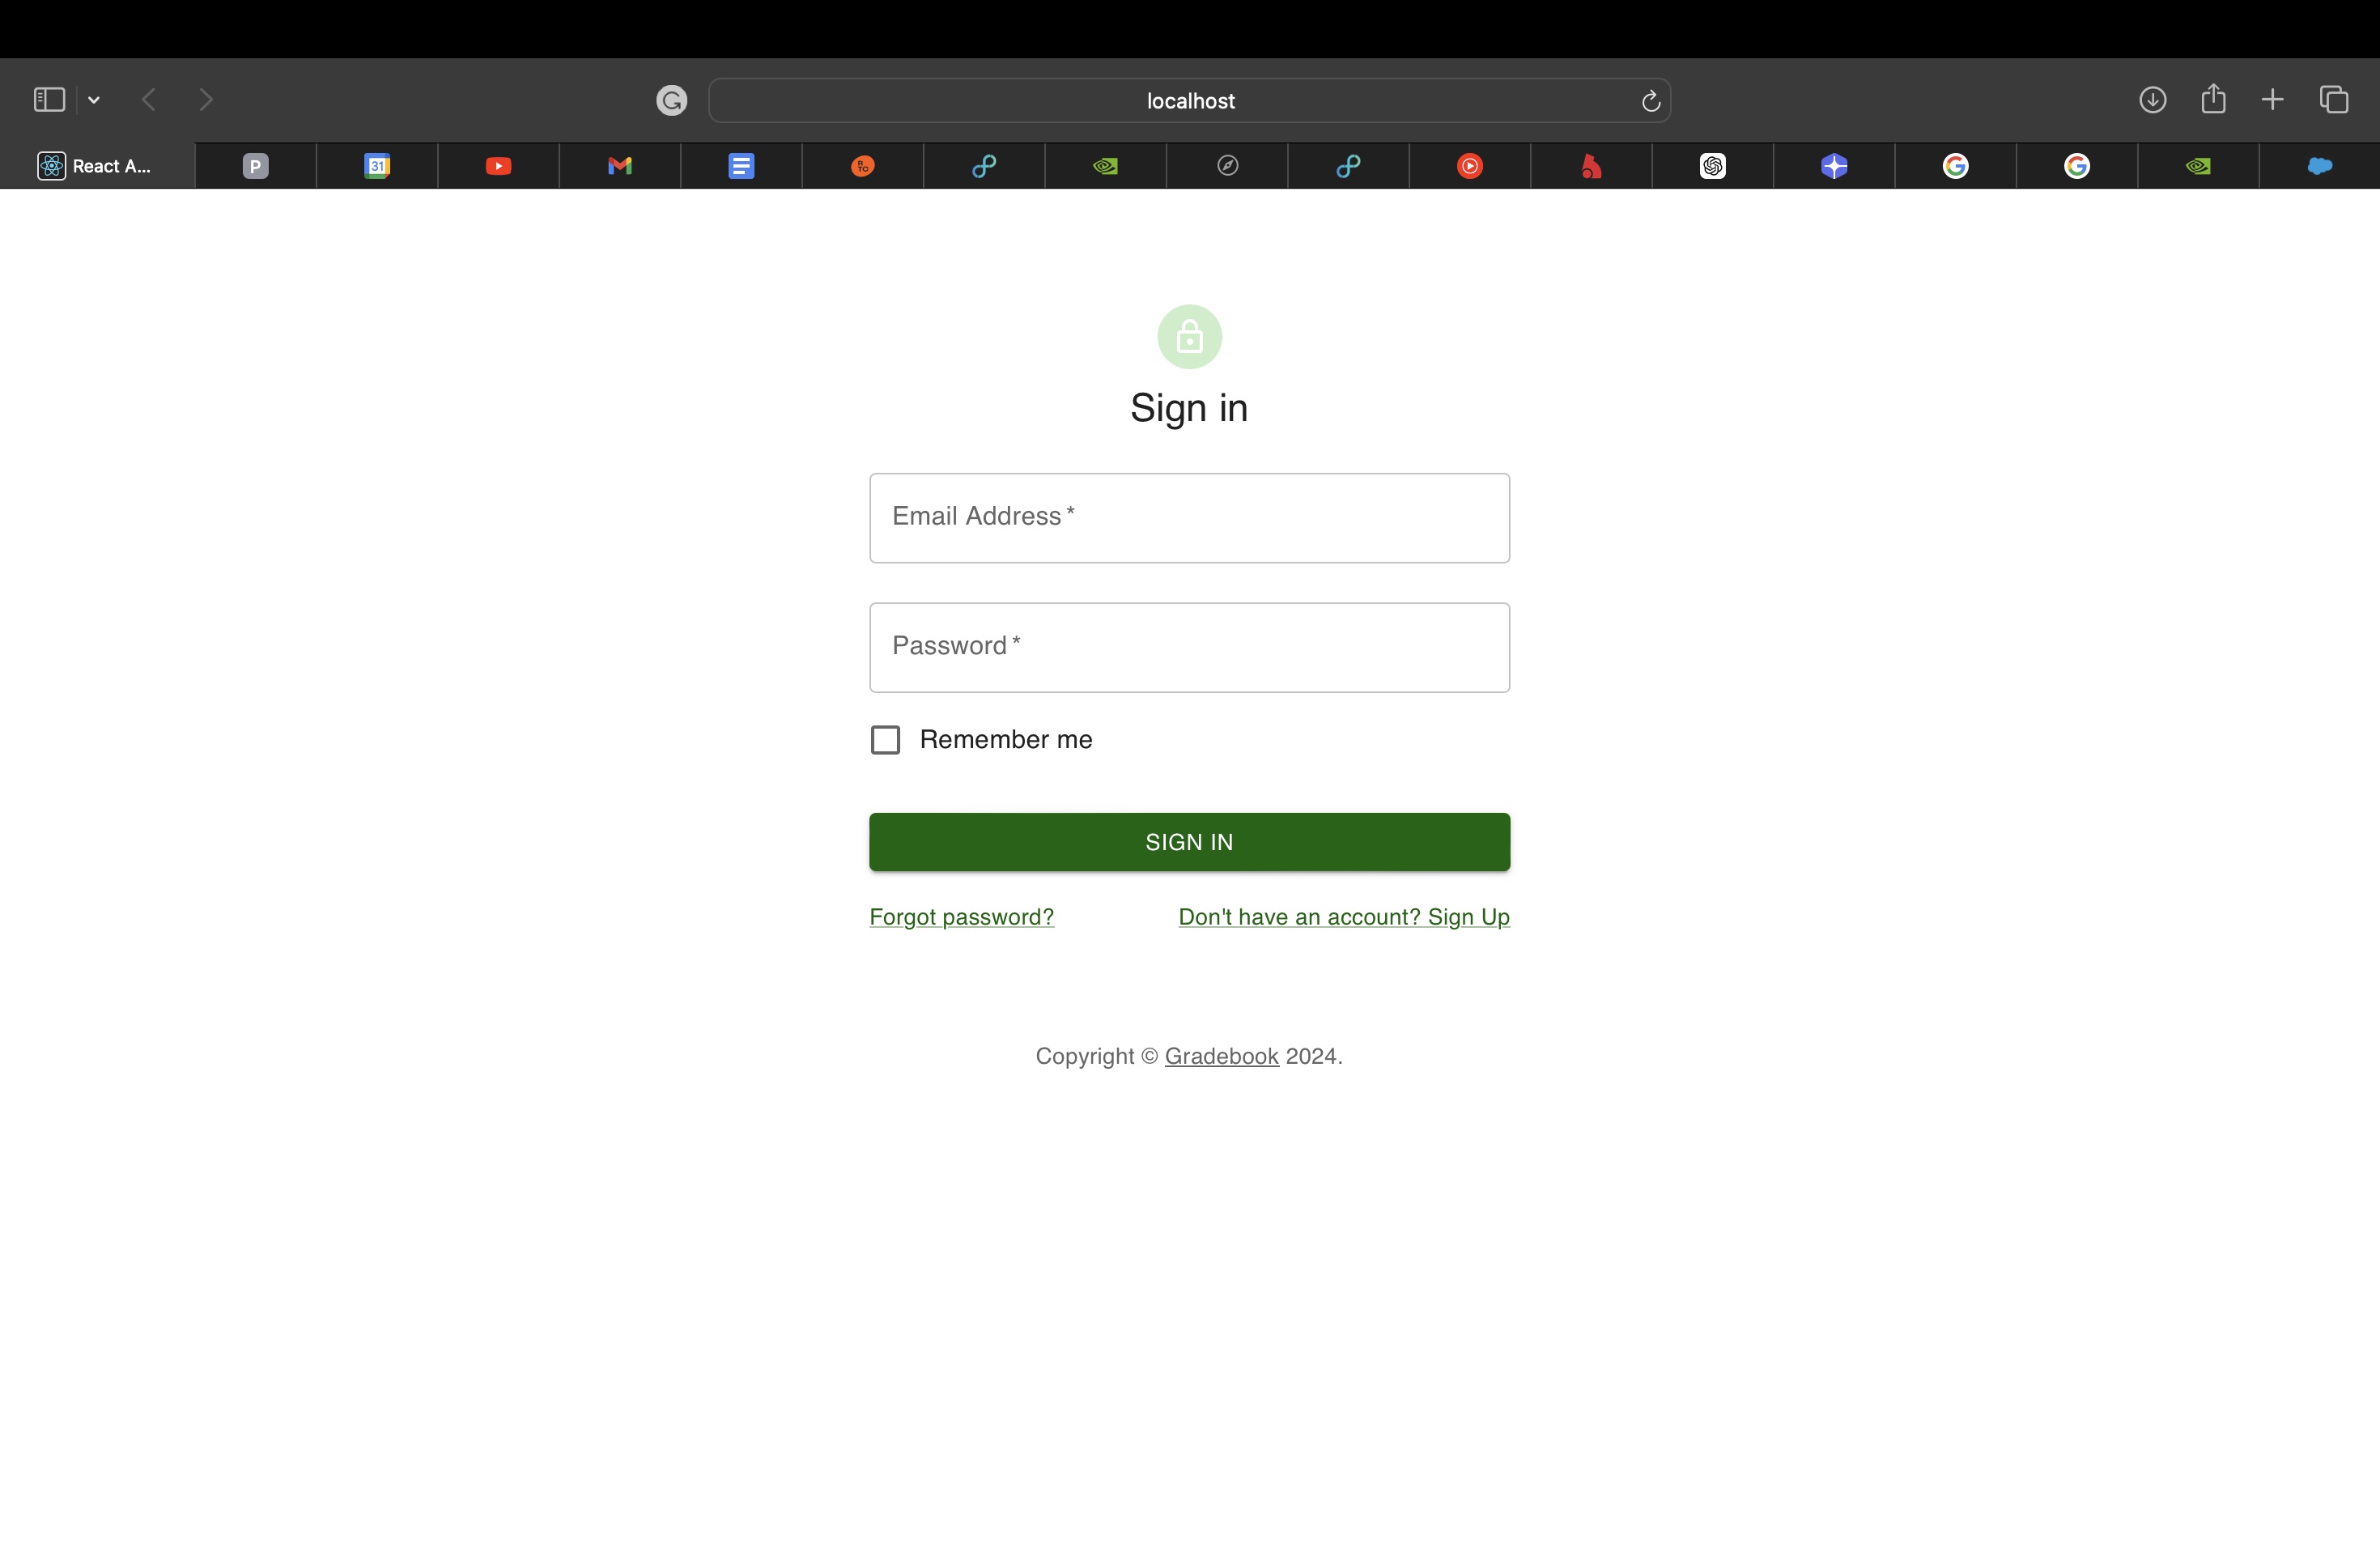 localhost
React A...
P
31
R
TC
Sign in
Email Address *
Password *
Remember me
SIGN IN
Forgot password?
Don't have an account? Sign Up
Copyright © Gradebook 2024.